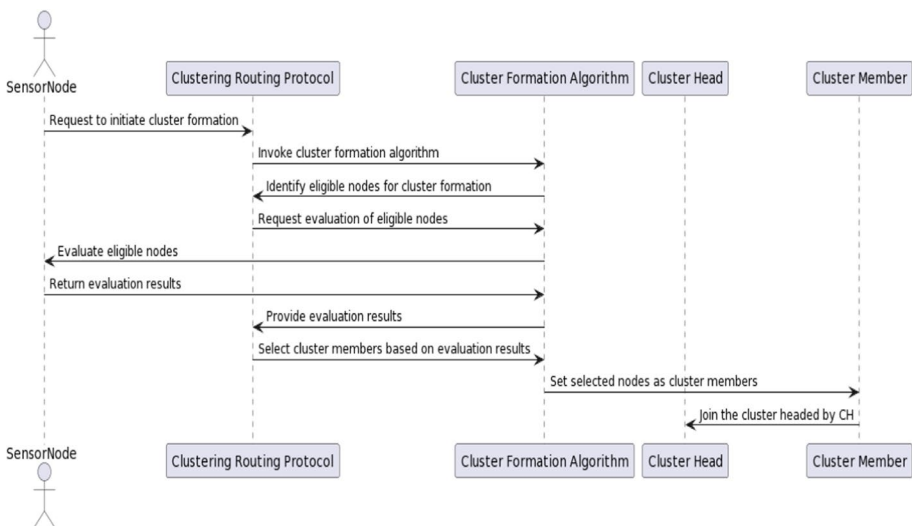 SensorNode
Clustering Routing Protocol
Cluster Formation Algorithm
Cluster Head
Cluster Member
Request to initiate cluster formation
Invoke cluster formation algorithm
Identify eligible nodes for cluster formation
Request evaluation of eligible nodes
Evaluate eligible nodes
Return evaluation results
Provide evaluation results
Select cluster members based on evaluation results
Set selected nodes as cluster members
Join the cluster headed by CH
SensorNode
Clustering Routing Protocol
Cluster Formation Algorithm
Cluster Head
Cluster Member